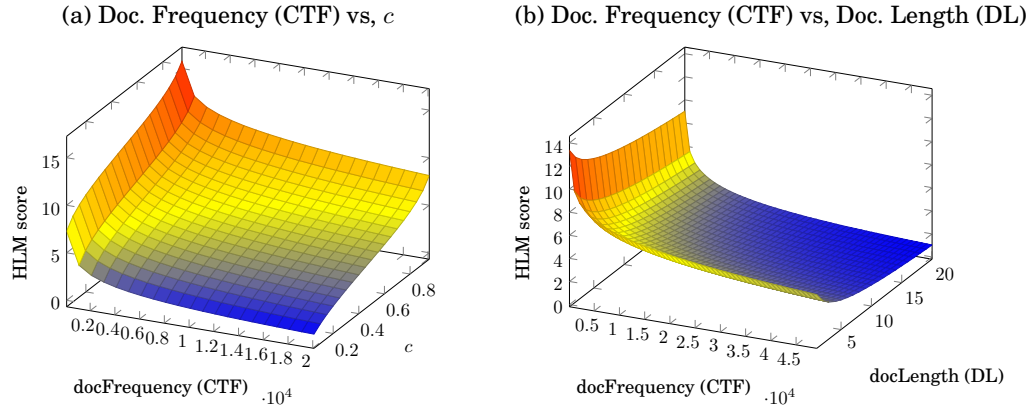 (a) Doc. Frequency (CTF) vs, c
(b) Doc. Frequency (CTF) vs, Doc. Length (DL)
HLM score
15
10
5
0
0.2 0.4 0.6 0.8 1 1.2 1.4 1.6 1.8 2
0.2 0.4 0.6 0.8
c
docFrequency (CTF)
·10⁴
HLM score
14
12
10
8
6
4
2
0
0.5 1 1.5 2 2.5 3 3.5 4 4.5
5 10 15 20
docLength (DL)
docFrequency (CTF)
·10⁴